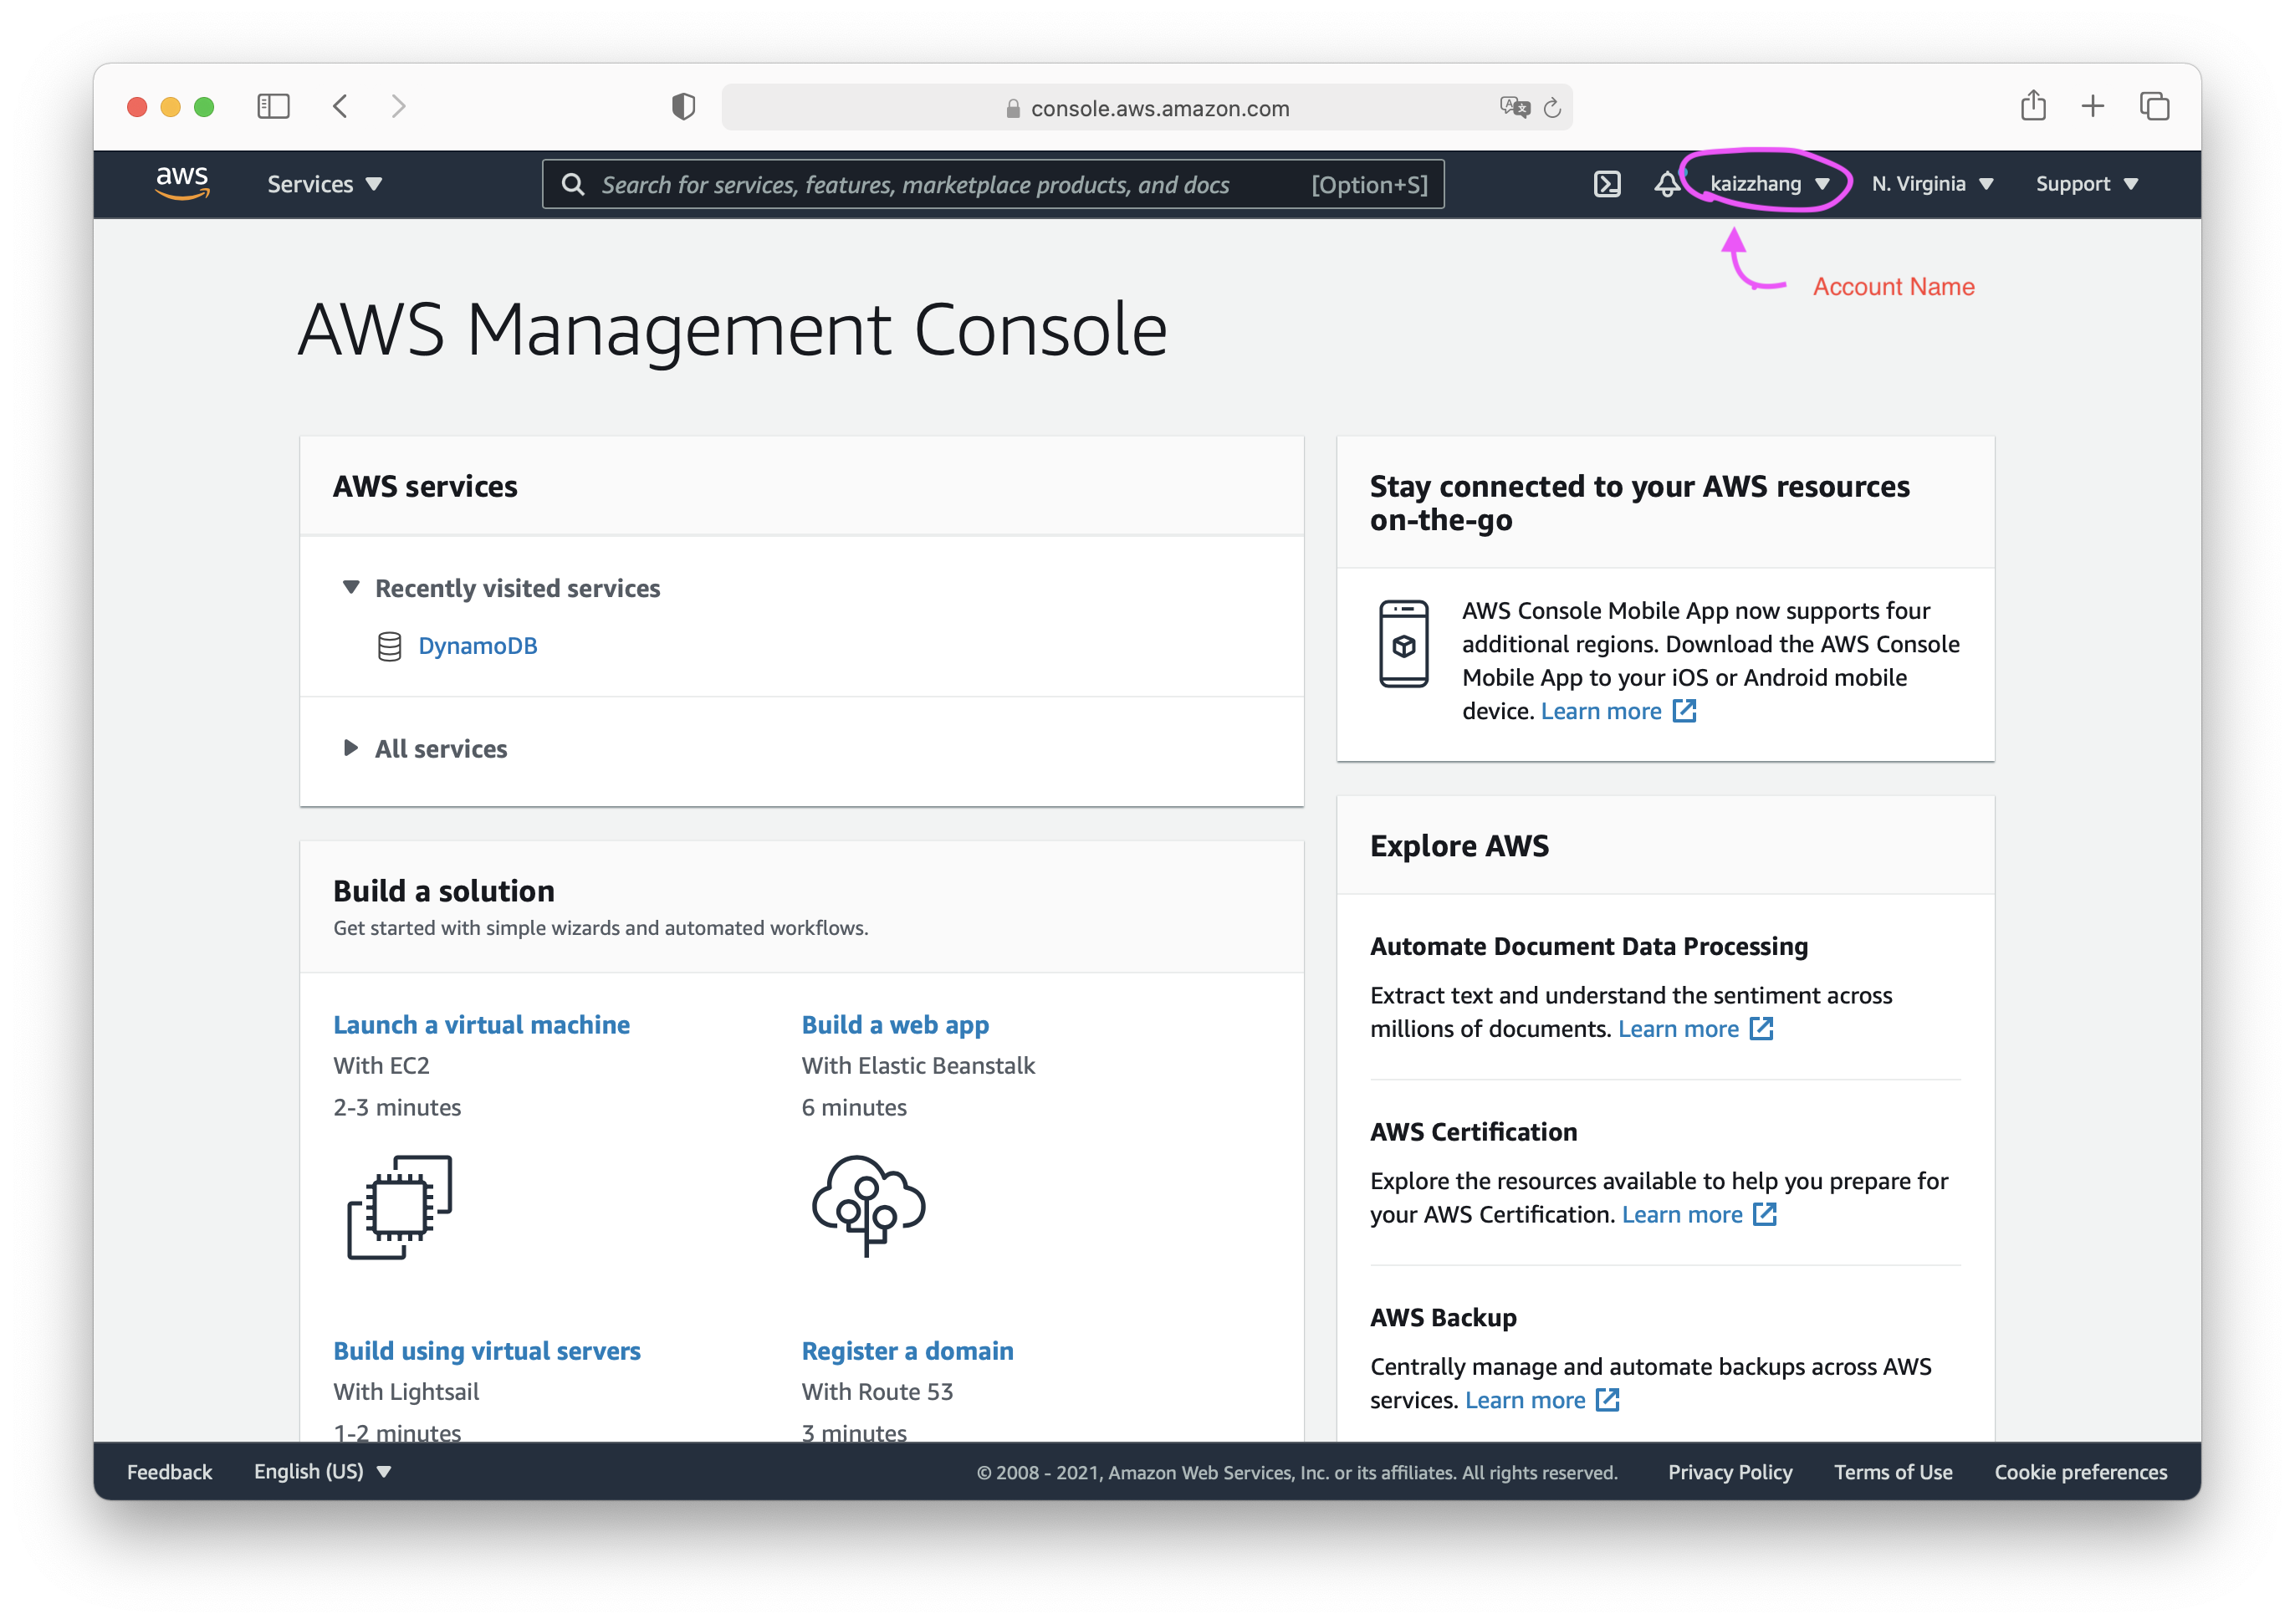 console.aws.amazon.com
aws
Services
Search for services, features, marketplace products, and docs
[Option+S]
kaizzhang
N. Virginia
Support
Account Name
AWS Management Console
AWS services
Recently visited services
DynamoDB
All services
Build a solution
Get started with simple wizards and automated workflows.
Launch a virtual machine
With EC2
2-3 minutes
Build a web app
With Elastic Beanstalk
6 minutes
Build using virtual servers
With Lightsail
1-2 minutes
Register a domain
With Route 53
3 minutes
Stay connected to your AWS resources
on-the-go
AWS Console Mobile App now supports four
additional regions. Download the AWS Console
Mobile App to your iOS or Android mobile
device. Learn more
Explore AWS
Automate Document Data Processing
Extract text and understand the sentiment across
millions of documents. Learn more
AWS Certification
Explore the resources available to help you prepare for
your AWS Certification. Learn more
AWS Backup
Centrally manage and automate backups across AWS
services. Learn more
Feedback
English (US)
© 2008 - 2021, Amazon Web Services, Inc. or its affiliates. All rights reserved.
Privacy Policy
Terms of Use
Cookie preferences